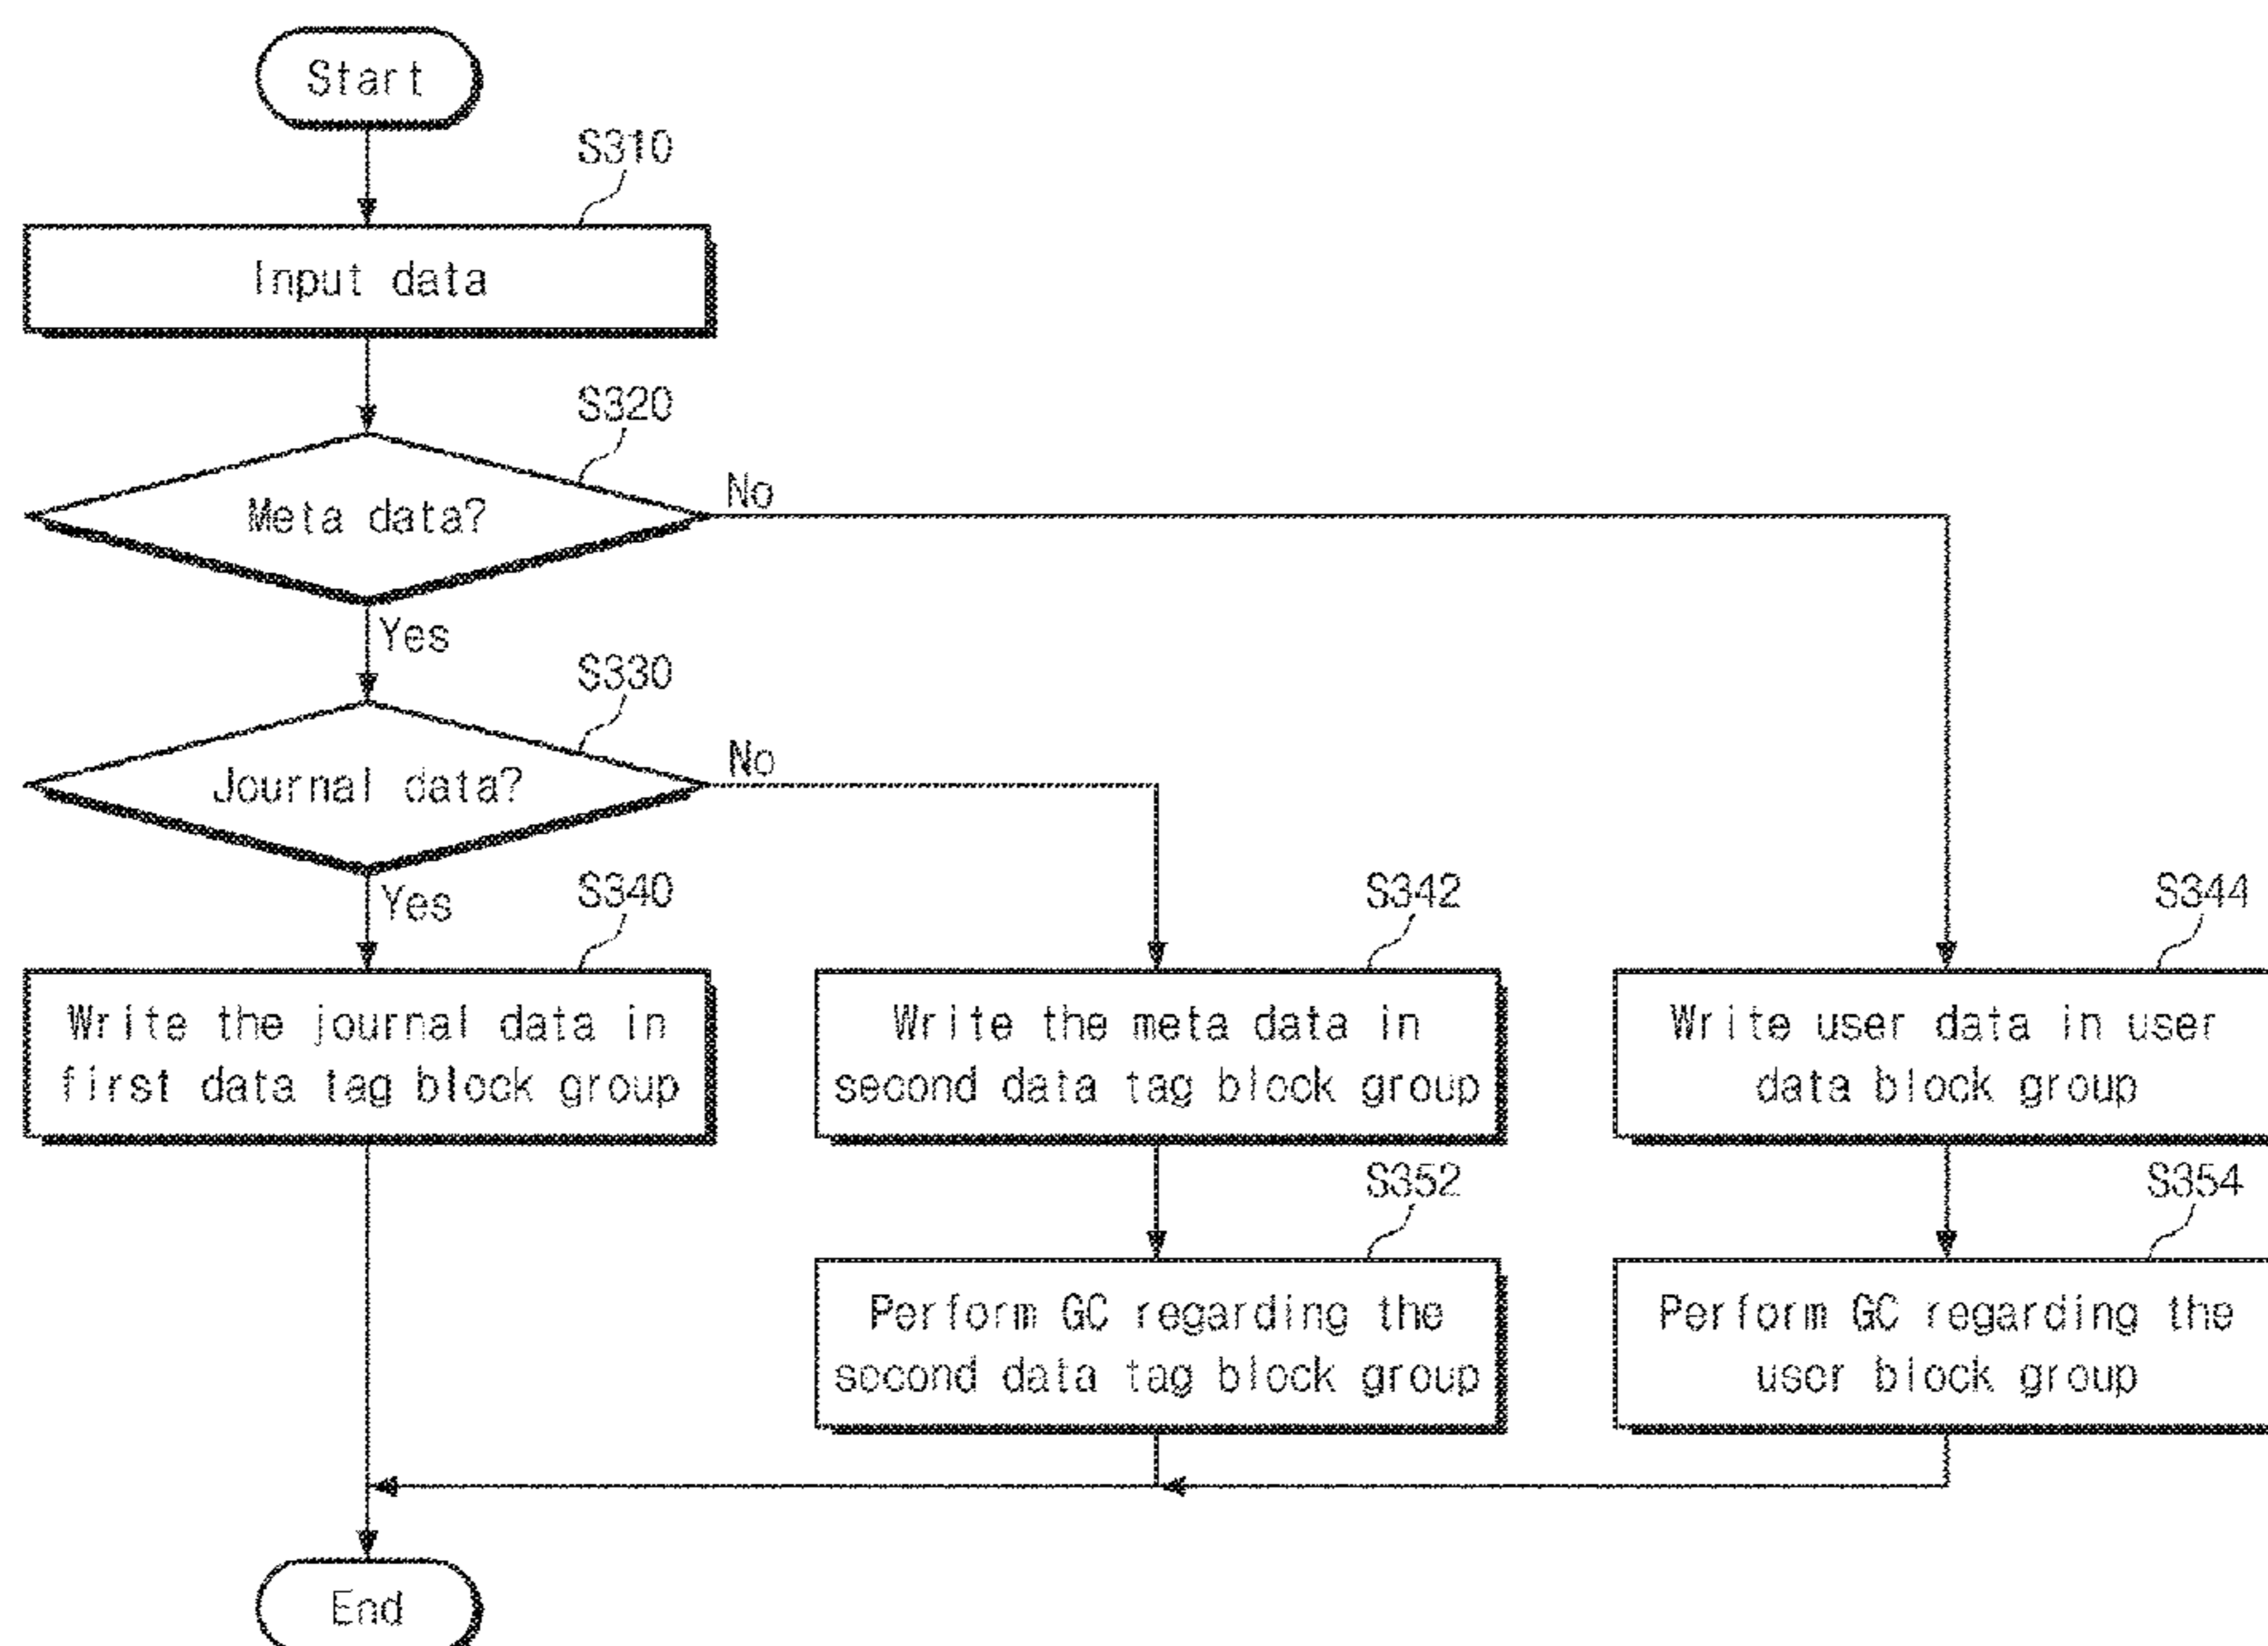 Start
S310
Input data
S320
Meta data?
No
Yes
S330
Journal data?
No
Yes
S340
Write the journal data in
first data tag block group
S342
Write the meta data in
second data tag block group
S344
Write user data in user
data block group
S352
Perform GC regarding the
second data tag block group
S354
Perform GC regarding the
user block group
End